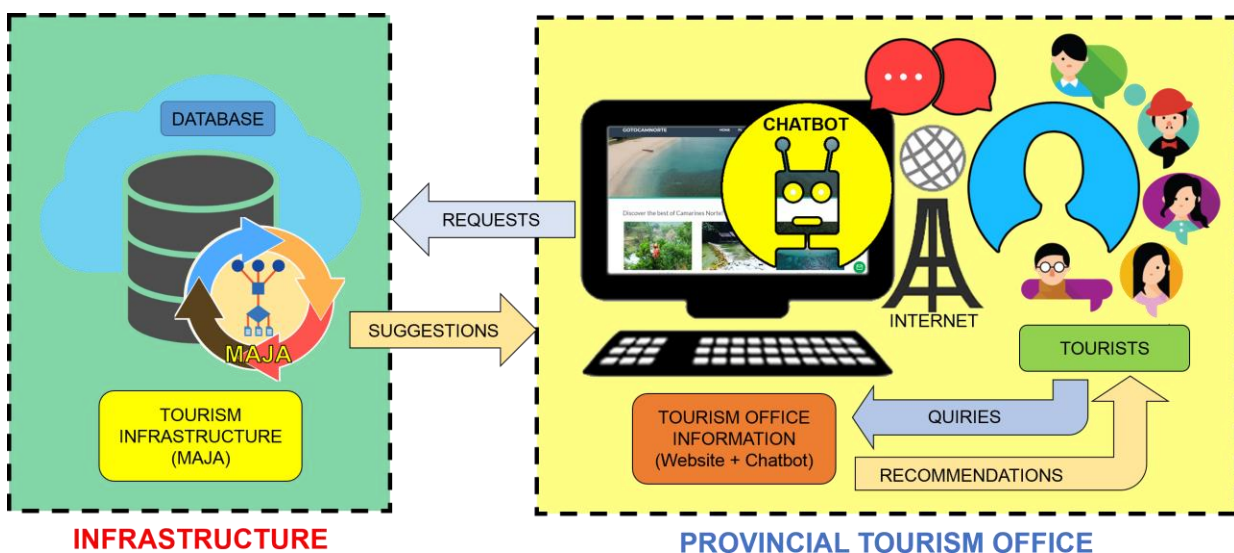 DATABASE
MAJA
TOURISM
INFRASTRUCTURE
(MAJA)
INFRASTRUCTURE
REQUESTS
SUGGESTIONS
GOTOCAMNORTE
HOME
Discover the best of Camarines Norte!
CHATBOT
INTERNET
TOURISTS
TOURISM OFFICE
INFORMATION
(Website + Chatbot)
QUIRIES
RECOMMENDATIONS
PROVINCIAL TOURISM OFFICE